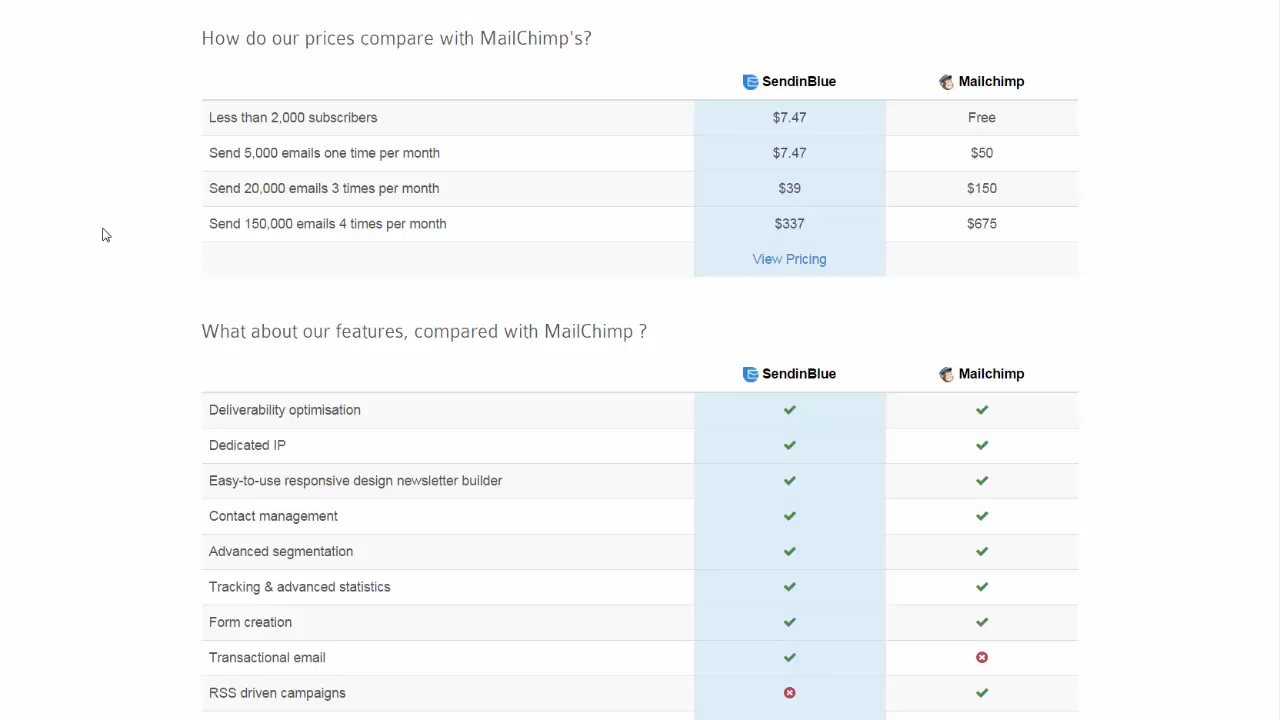 How do our prices compare with MailChimp's?
SendinBlue Mailchimp
Less than 2,000 subscribers $7.47 Free
Send 5,000 emails one time per month $7.47 $50
Send 20,000 emails 3 times per month $39 $150
Send 150,000 emails 4 times per month $337 $675
View Pricing
What about our features, compared with MailChimp ?
SendinBlue Mailchimp
Deliverability optimisation
Dedicated IP
Easy-to-use responsive design newsletter builder
Contact management
Advanced segmentation
Tracking & advanced statistics
Form creation
Transactional email
RSS driven campaigns